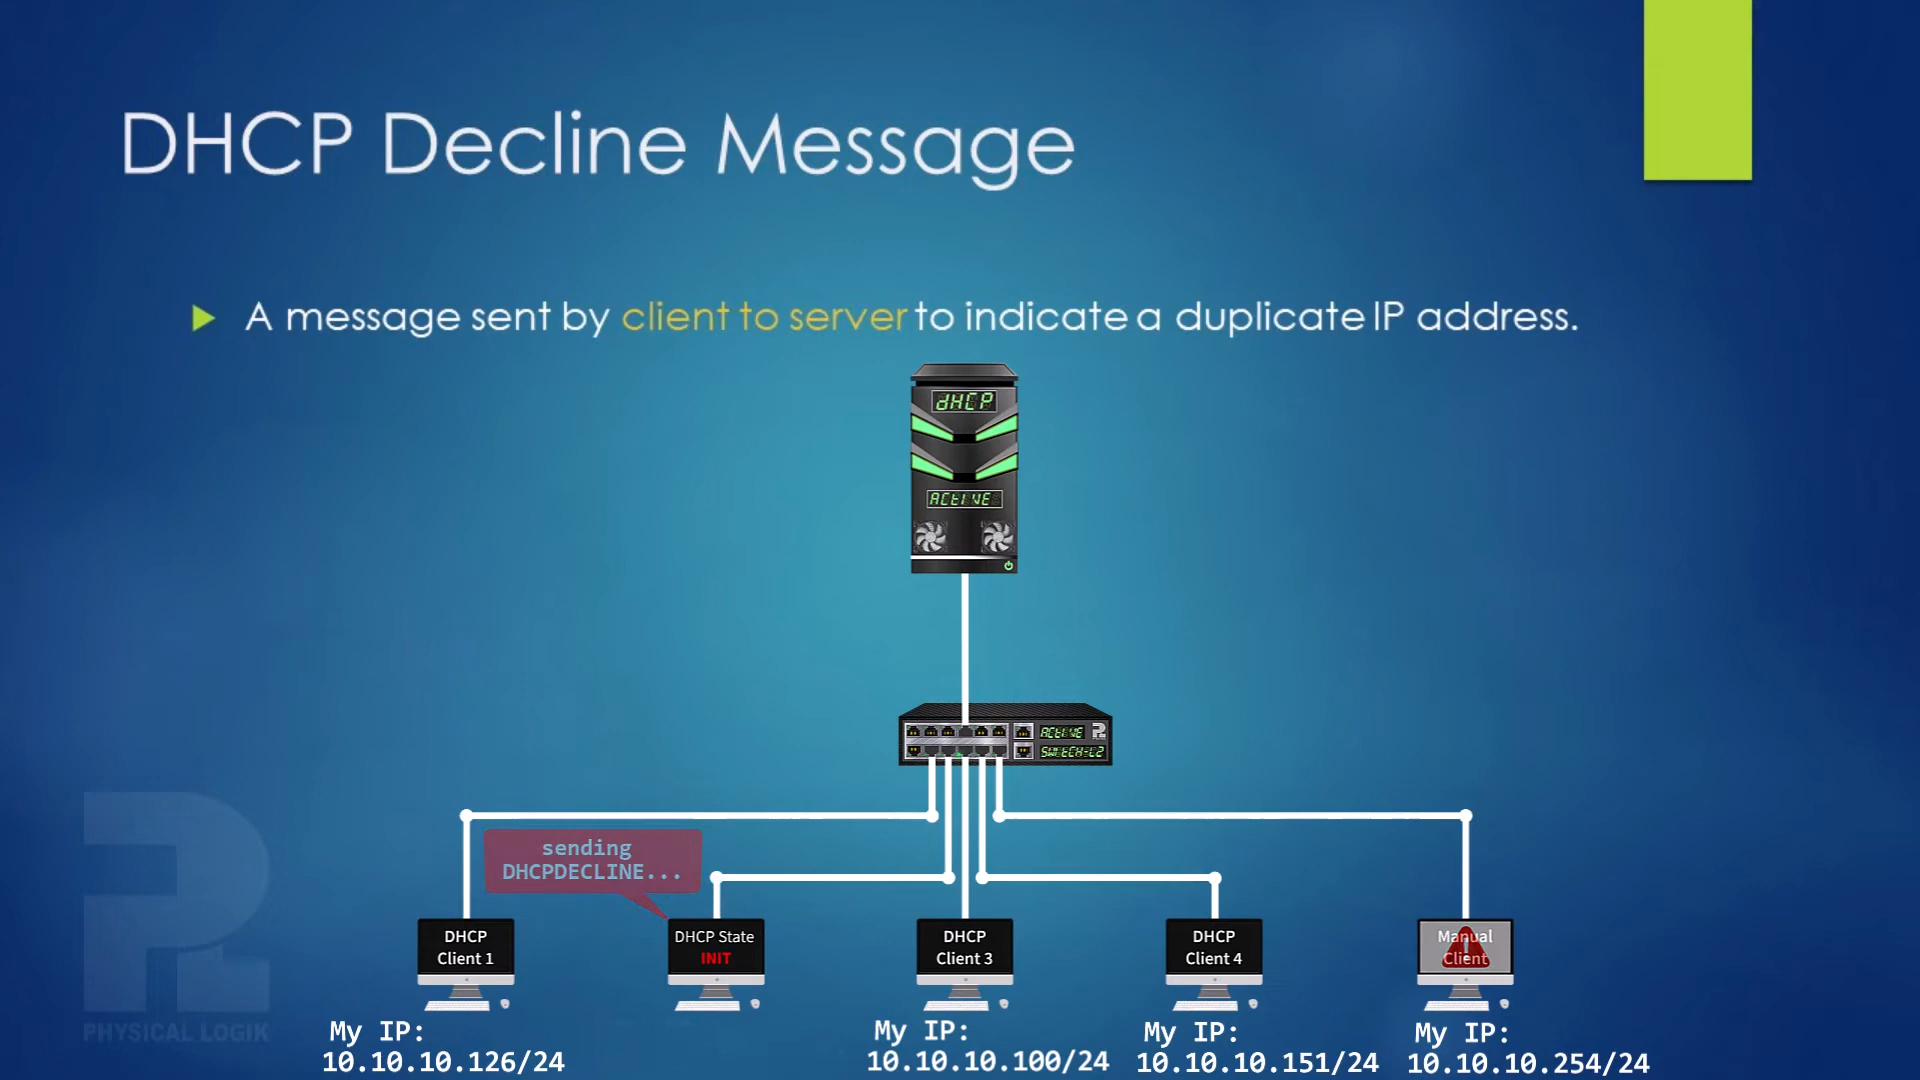 DHCP Decline Message
A message sent by client to server to indicate a duplicate IP address.
dHCP
ACtIVE
ACtIVE
SWItCH-L2
sending
DHCPDECLINE...
DHCP
Client 1
DHCP State
INIT
DHCP
Client 3
DHCP
Client 4
Manual
Client
My IP:
10.10.10.126/24
My IP:
10.10.10.100/24
My IP:
10.10.10.151/24
My IP:
10.10.10.254/24
PHYSICAL LOGIK